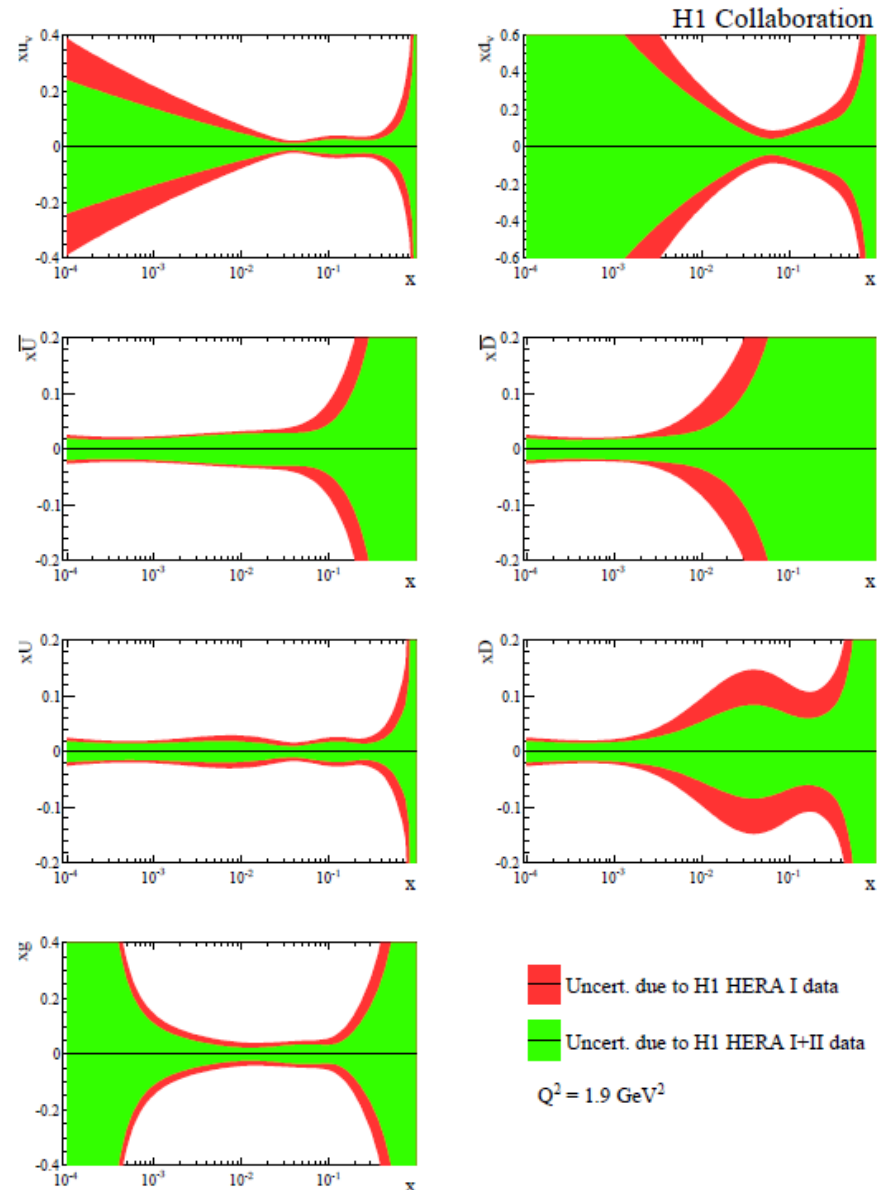 H1 Collaboration
xu_v
0.4
0.2
0
-0.2
-0.4
10^-4 10^-3 10^-2 10^-1 x
xd_v
0.6
0.4
0.2
0
-0.2
-0.4
-0.6
10^-4 10^-3 10^-2 10^-1 x
xU̅
0.2
0.1
0
-0.1
-0.2
10^-4 10^-3 10^-2 10^-1 x
xD̅
0.2
0.1
0
-0.1
-0.2
10^-4 10^-3 10^-2 10^-1 x
xU
0.2
0.1
0
-0.1
-0.2
10^-4 10^-3 10^-2 10^-1 x
xD
0.2
0.1
0
-0.1
-0.2
10^-4 10^-3 10^-2 10^-1 x
xg
0.4
0.2
0
-0.2
-0.4
10^-4 10^-3 10^-2 10^-1 x
Uncert. due to H1 HERA I data
Uncert. due to H1 HERA I+II data
Q² = 1.9 GeV²